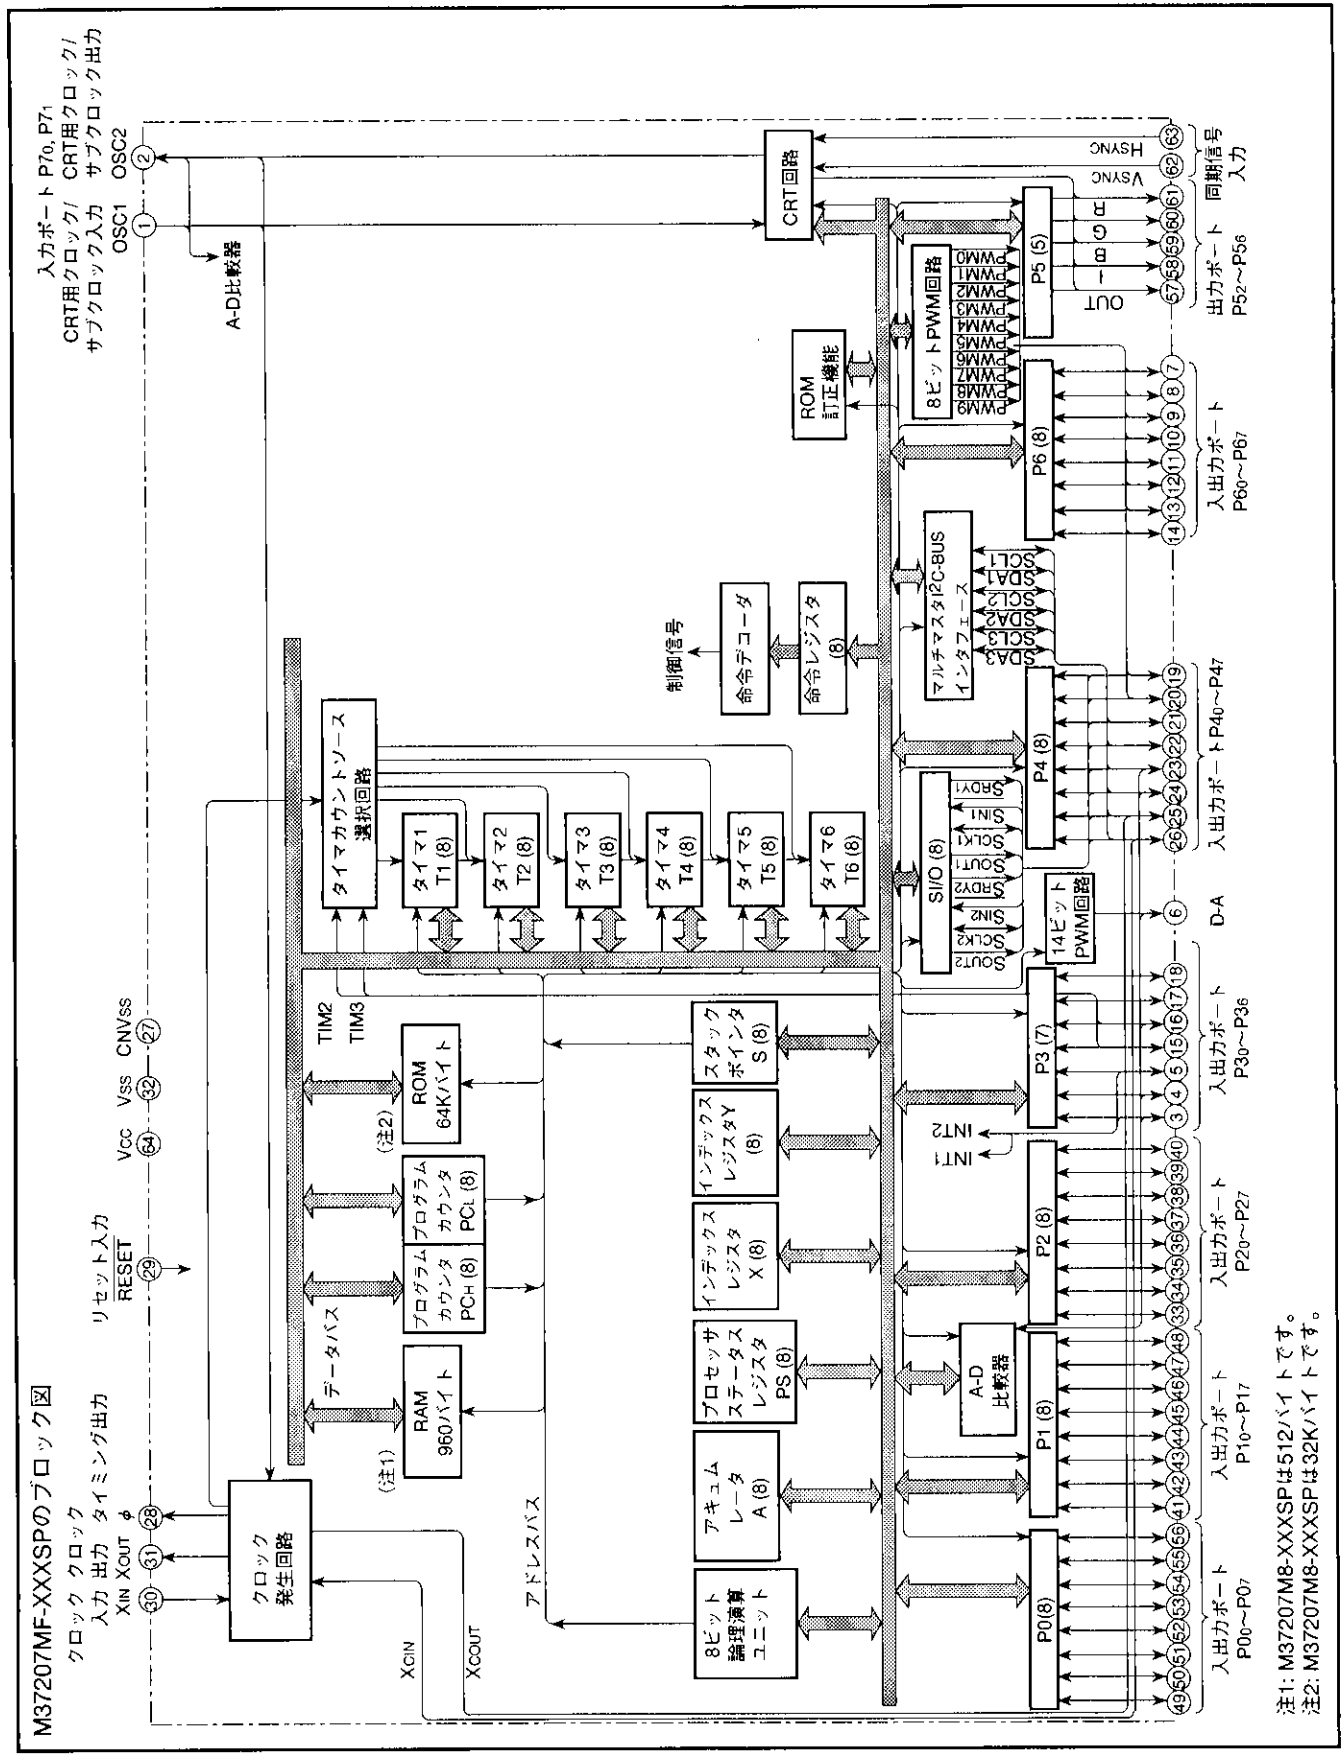 M37207MF-XXXSPのブロック図
クロック クロック
入力 出力 タイミング出力
XIN XOUT φ
リセット入力
RESET
VCC VSS CNVSS
入力ポート P70, P71
CRT用クロック/ CRT用クロック/
サブクロック入力 サブクロック出力
OSC1 OSC2
30 31 28 29 64 32 27 1 2
A-D比較器
クロック
発生回路
XCIN
XCOUT
データバス
アドレスバス
(注1)
RAM
960バイト
プログラム
カウンタ
PCH (8)
プログラム
カウンタ
PCL (8)
(注2)
ROM
64Kバイト
TIM2
TIM3
タイマカウントソース
選択回路
タイマ1
T1 (8)
タイマ2
T2 (8)
タイマ3
T3 (8)
タイマ4
T4 (8)
タイマ5
T5 (8)
タイマ6
T6 (8)
8ビット
論理演算
ユニット
アキュム
レータ
A (8)
プロセッサ
ステータス
レジスタ
PS (8)
インデックス
レジスタ
X (8)
インデックス
レジスタY
(8)
スタック
ポインタ
S (8)
制御信号
命令デコーダ
命令レジスタ
(8)
ROM
訂正機能
CRT回路
A-D
比較器
INT1
INT2
SI/O (8)
SOUT2
SCLK2
SIN2
SRDY2
SOUT1
SCLK1
SIN1
SRDY1
14ビット
PWM回路
マルチマスタI²C-BUS
インタフェース
SDA3
SCL3
SDA2
SCL2
SDA1
SCL1
8ビットPWM回路
PWM9
PWM8
PWM7
PWM6
PWM5
PWM4
PWM3
PWM2
PWM1
PWM0
P0(8)
P1 (8)
P2 (8)
P3 (7)
P4 (8)
P6 (8)
P5 (5)
OUT
I
B
G
R
VSYNC
HSYNC
49 50 51 52 53 54 55 56
41 42 43 44 45 46 47 48
33 34 35 36 37 38 39 40
3 4 5 15 16 17 18
6
26 25 24 23 22 21 20 19
14 13 12 11 10 9 8 7
57 58 59 60 61
62 63
入出力ポート
P00〜P07
入出力ポート
P10〜P17
入出力ポート
P20〜P27
入出力ポート
P30〜P36
D-A
入出力ポートP40〜P47
入出力ポート
P60〜P67
出力ポート
P52〜P56
同期信号
入力
注1: M37207M8-XXXSPは512バイトです。
注2: M37207M8-XXXSPは32Kバイトです。